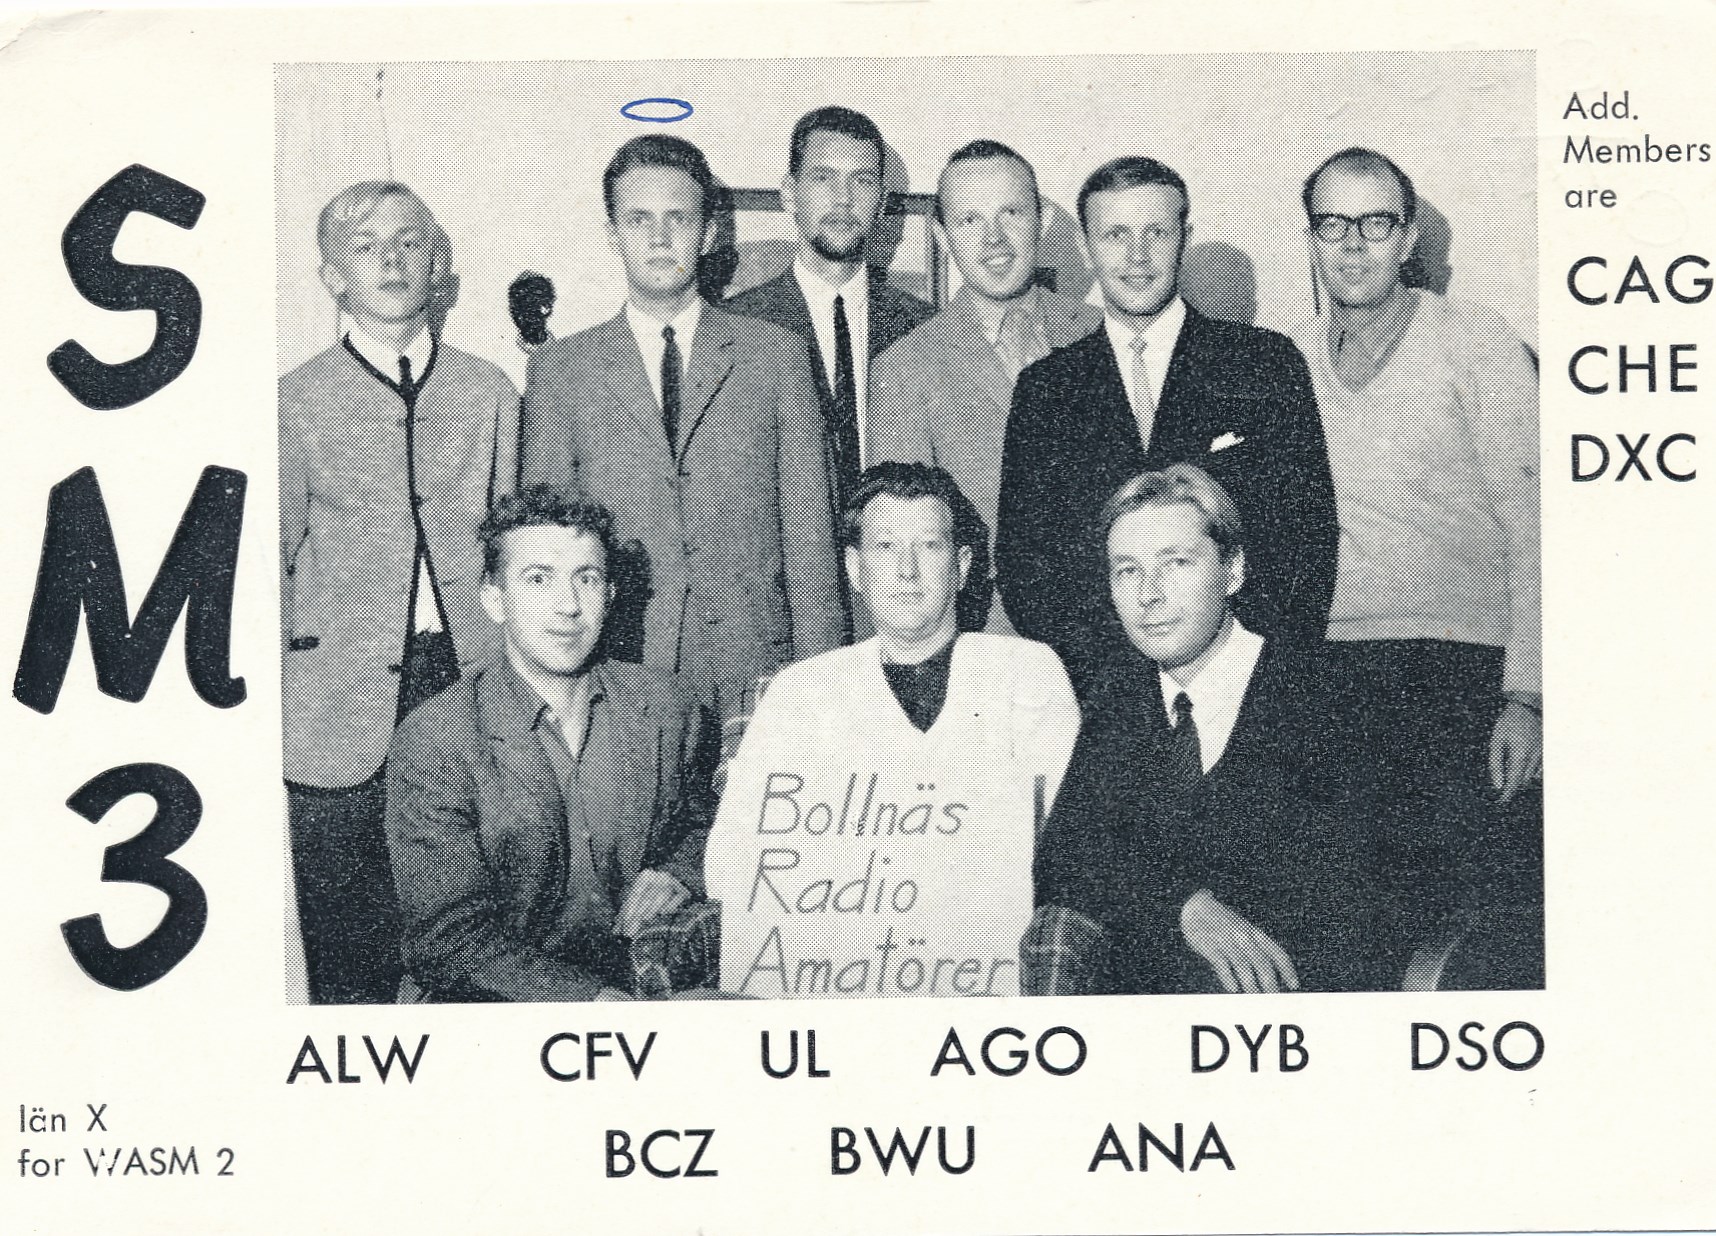 S
M
3
Add.
Members
are
CAG
CHE
DXC
Bollnäs
Radio
Amatörer
ALW CFV UL AGO DYB DSO
BCZ BWU ANA
län X
for WASM 2